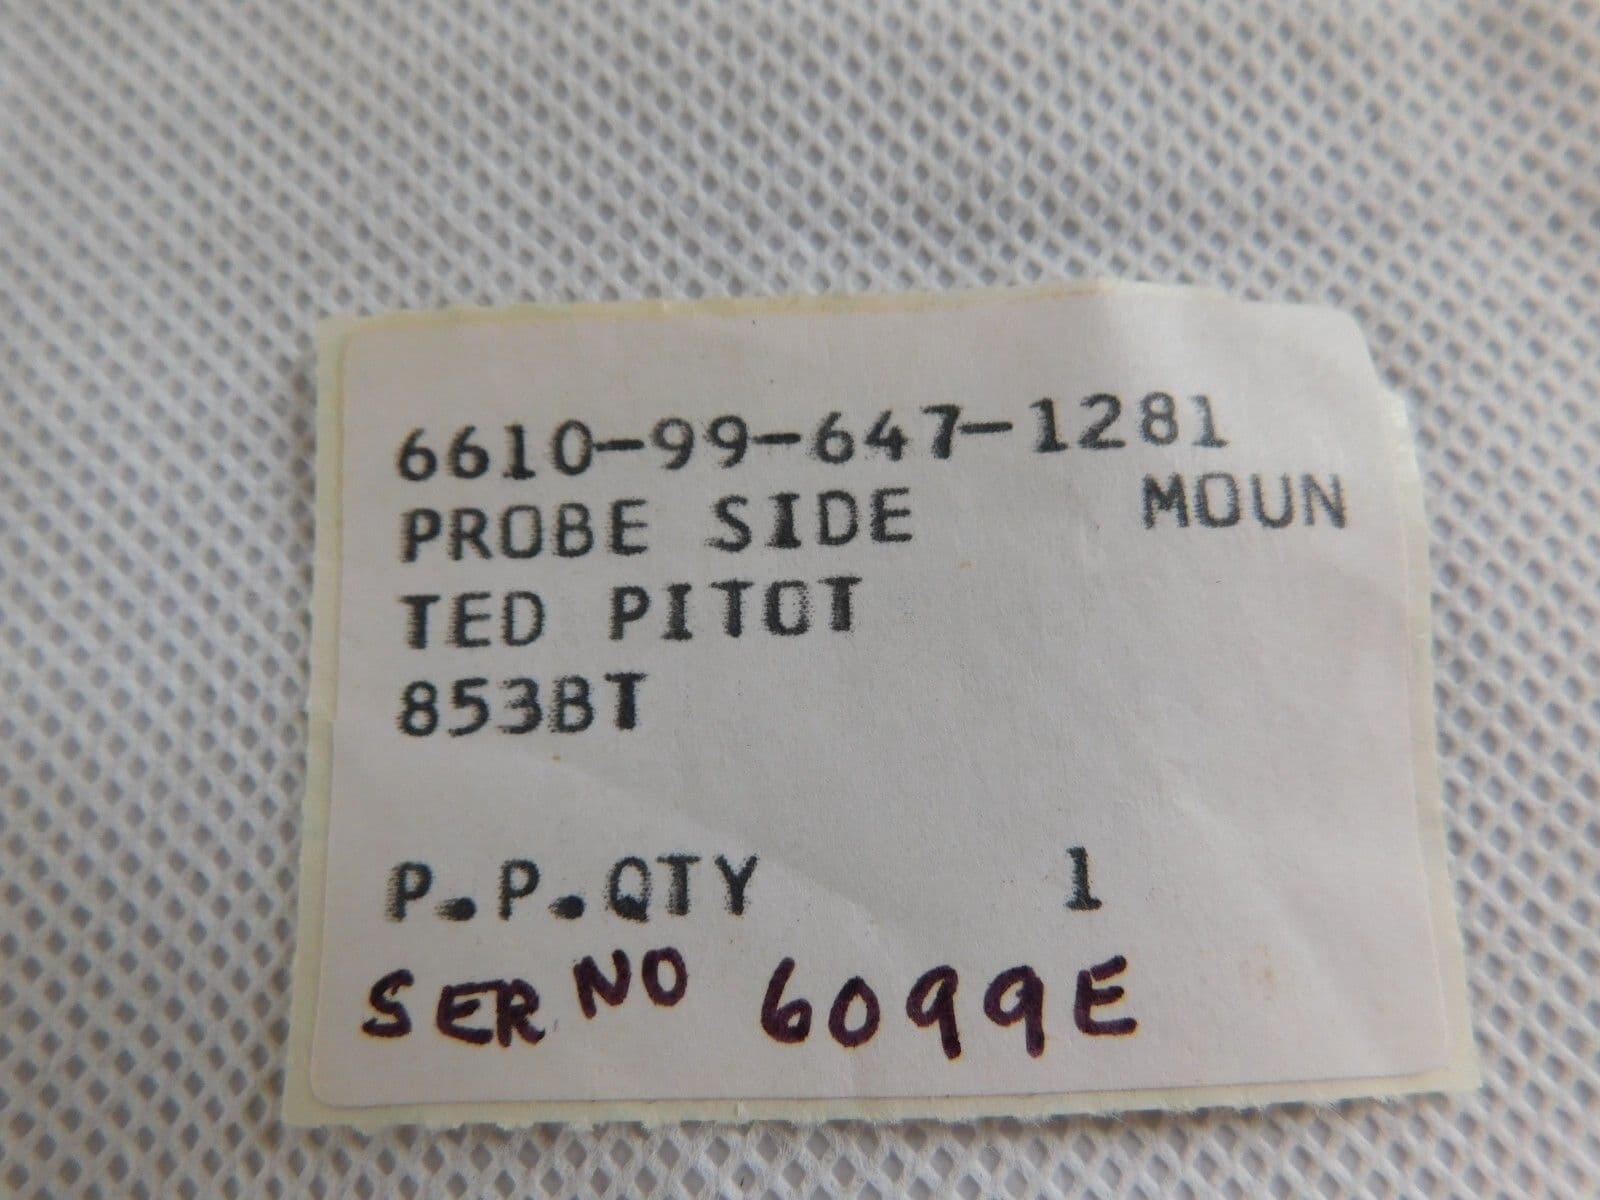 6610-99-647-1281
PROBE SIDE MOUN
TED PITOT
853BT
P.P.QTY 1
SER NO 6099E